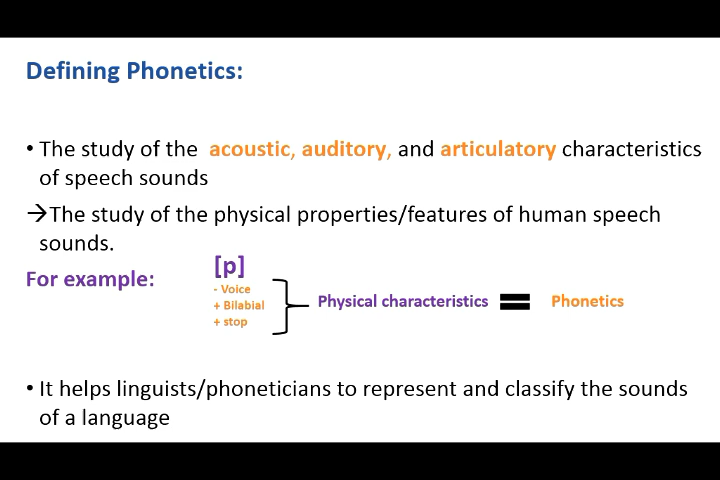 Defining Phonetics:
• The study of the acoustic, auditory, and articulatory characteristics
of speech sounds
→The study of the physical properties/features of human speech
sounds.
For example:
[p]
- Voice
+ Bilabial
+ stop
Physical characteristics = Phonetics
• It helps linguists/phoneticians to represent and classify the sounds
of a language